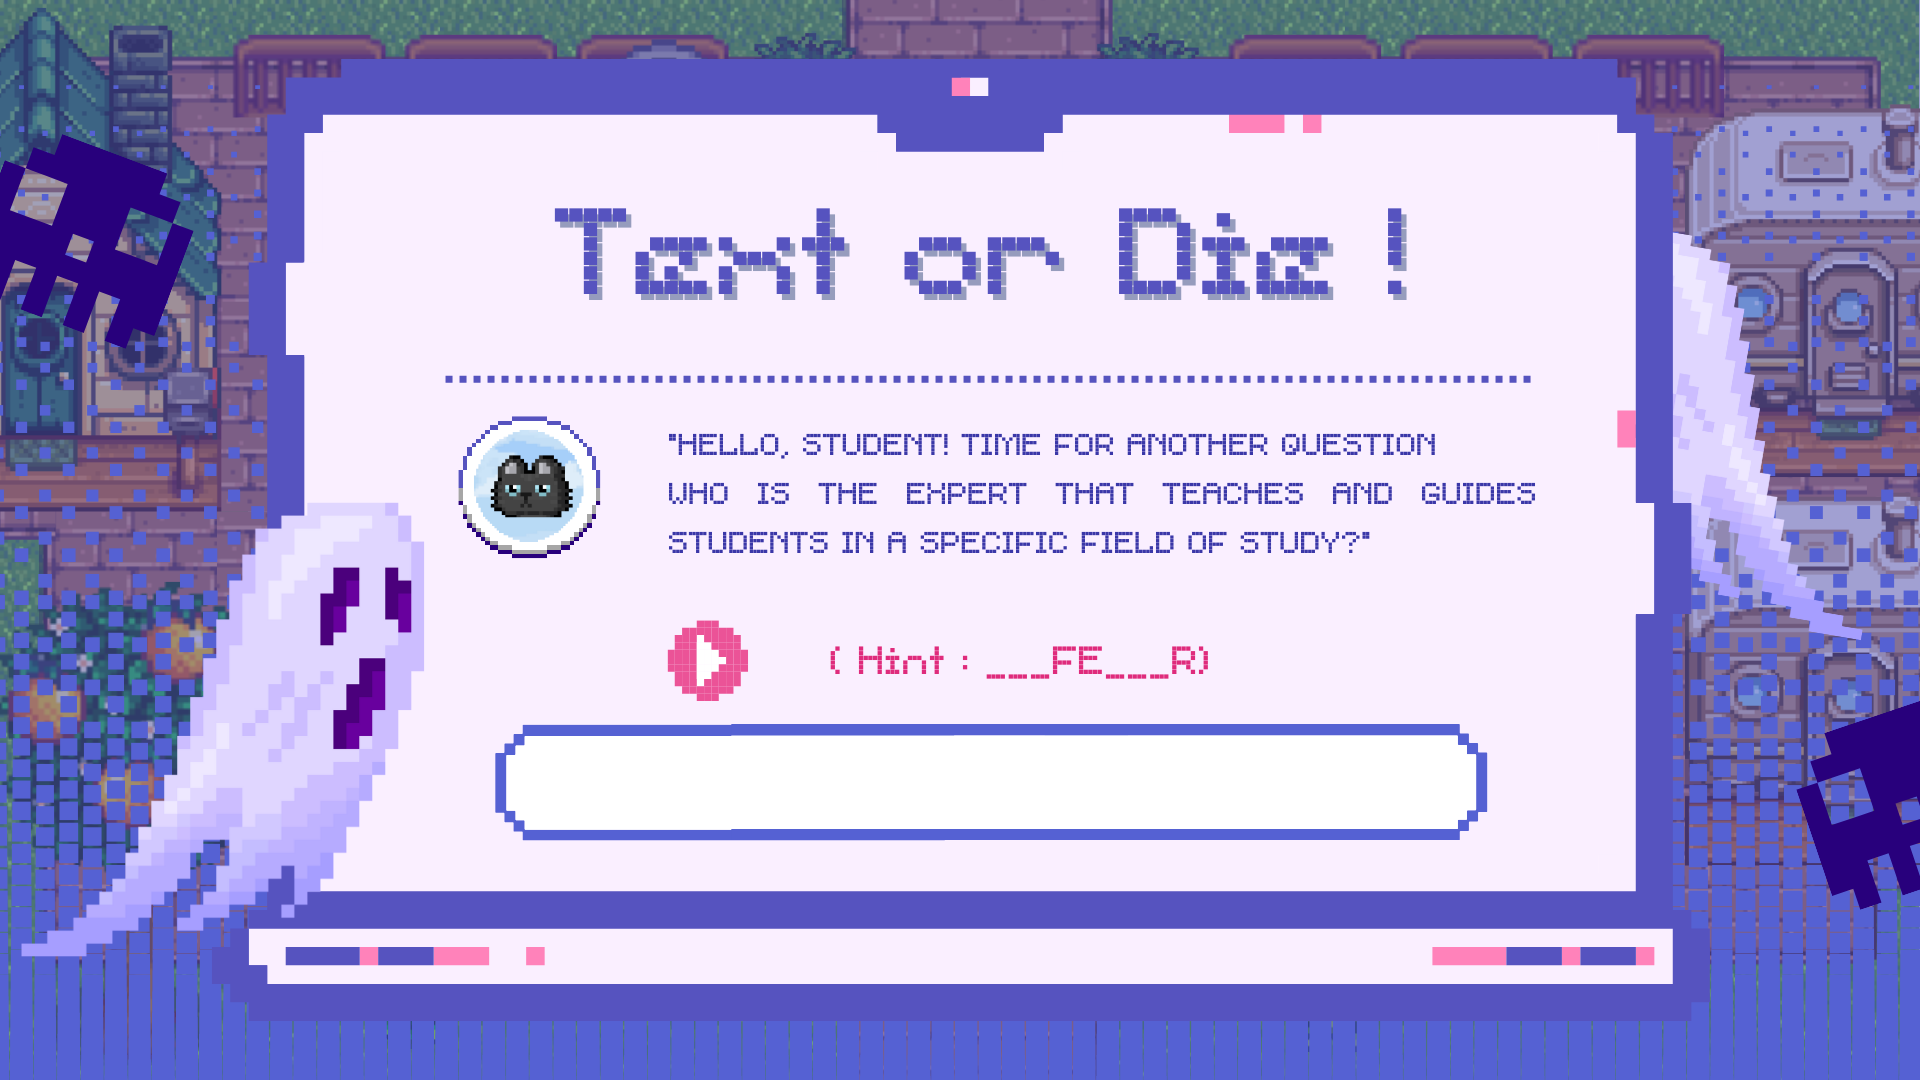 Text or Die !
"HELLO, STUDENT! TIME FOR ANOTHER QUESTION
WHO IS THE EXPERT THAT TEACHES AND GUIDES
STUDENTS IN A SPECIFIC FIELD OF STUDY?"
( Hint : ___FE___R)